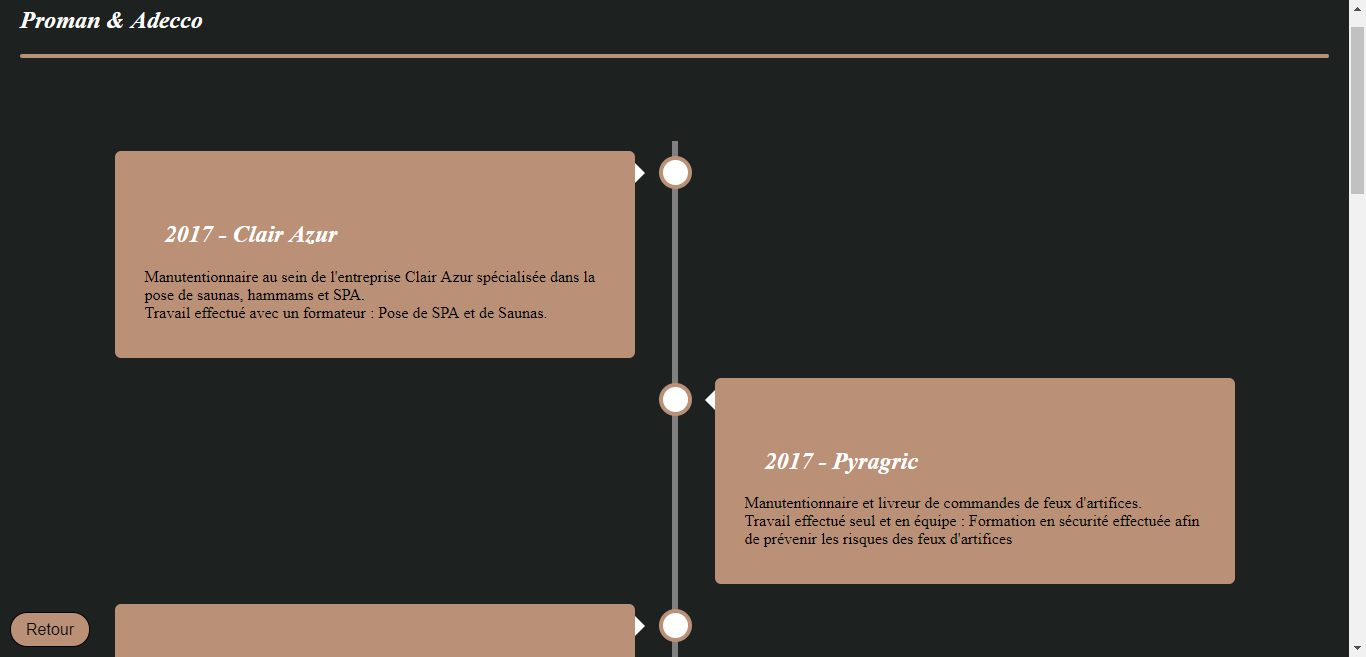 Proman & Adecco
2017 - Clair Azur
Manutentionnaire au sein de l'entreprise Clair Azur spécialisée dans la
pose de saunas, hammams et SPA.
Travail effectué avec un formateur : Pose de SPA et de Saunas.
2017 - Pyragric
Manutentionnaire et livreur de commandes de feux d'artifices.
Travail effectué seul et en équipe : Formation en sécurité effectuée afin
de prévenir les risques des feux d'artifices
Retour